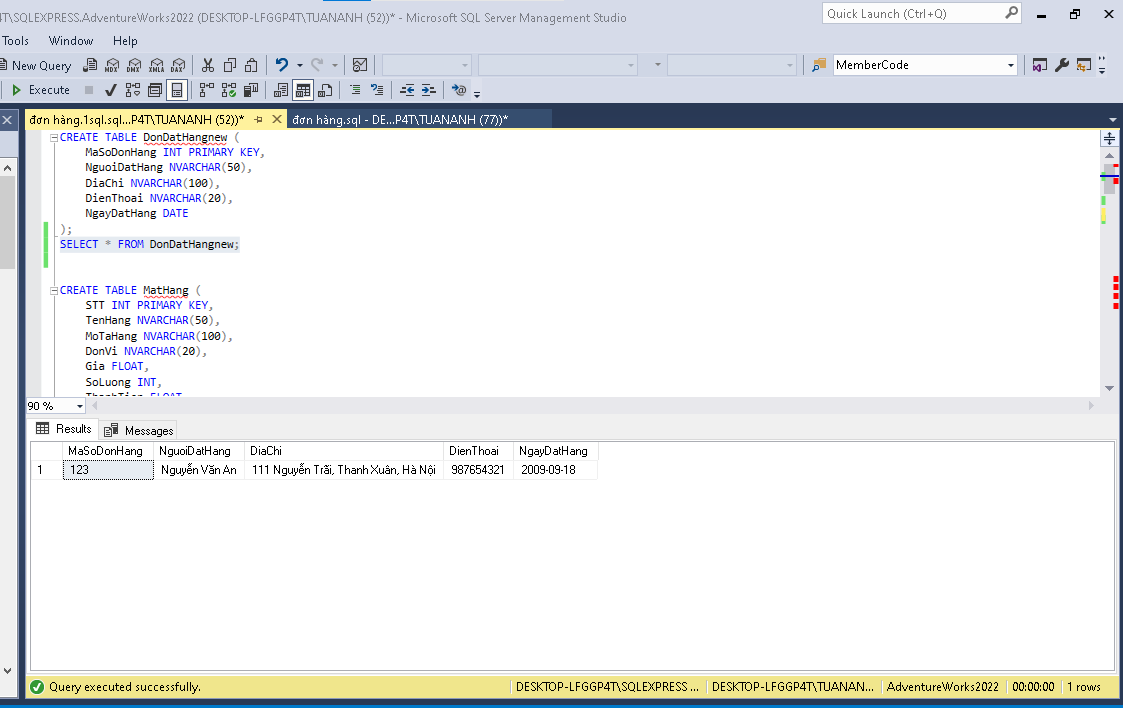 4T\SQLEXPRESS.AdventureWorks2022 (DESKTOP-LFGGP4T\TUANANH (52))* - Microsoft SQL Server Management Studio
Quick Launch (Ctrl+Q)
Tools Window Help
New Query MDX DMX XMLA DAX MemberCode
Execute
đơn hàng.1sql.sql...P4T\TUANANH (52))* đơn hàng.sql - DE...P4T\TUANANH (77))*
CREATE TABLE DonDatHangnew (
MaSoDonHang INT PRIMARY KEY,
NguoiDatHang NVARCHAR(50),
DiaChi NVARCHAR(100),
DienThoai NVARCHAR(20),
NgayDatHang DATE
);
SELECT * FROM DonDatHangnew;
CREATE TABLE MatHang (
STT INT PRIMARY KEY,
TenHang NVARCHAR(50),
MoTaHang NVARCHAR(100),
DonVi NVARCHAR(20),
Gia FLOAT,
SoLuong INT,
ThanhTien FLOAT
90 %
Results Messages
MaSoDonHang NguoiDatHang DiaChi DienThoai NgayDatHang
1 123 Nguyễn Văn An 111 Nguyễn Trãi, Thanh Xuân, Hà Nội 987654321 2009-09-18
Query executed successfully. DESKTOP-LFGGP4T\SQLEXPRESS ... DESKTOP-LFGGP4T\TUANAN... AdventureWorks2022 00:00:00 1 rows